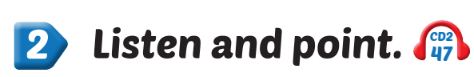 2 Listen and point. CD2 47